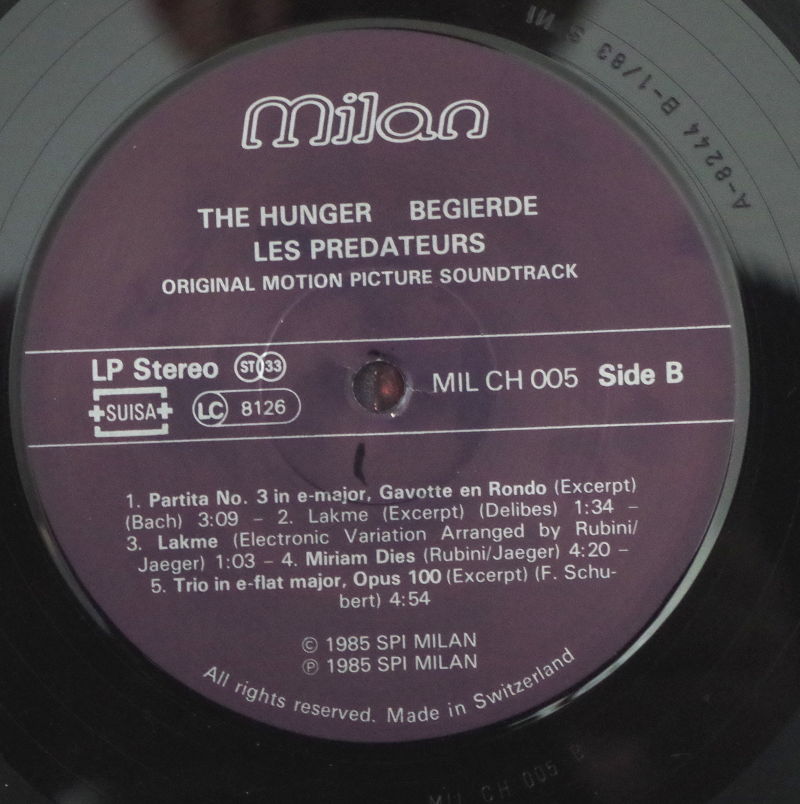 Milan
THE HUNGER BEGIERDE
LES PREDATEURS
ORIGINAL MOTION PICTURE SOUNDTRACK
LP Stereo ST 33
MIL CH 005 Side B
SUISA LC 8126
1. Partita No. 3 in e-major, Gavotte en Rondo (Excerpt)
(Bach) 3:09 – 2. Lakme (Excerpt) (Delibes) 1:34 –
3. Lakme (Electronic Variation Arranged by Rubini/
Jaeger) 1:03 – 4. Miriam Dies (Rubini/Jaeger) 4:20 –
5. Trio in e-flat major, Opus 100 (Excerpt) (F. Schu-
bert) 4:54
© 1985 SPI MILAN
℗ 1985 SPI MILAN
All rights reserved. Made in Switzerland
A-8244 B-1/83 S MI
MIL CH 005 B